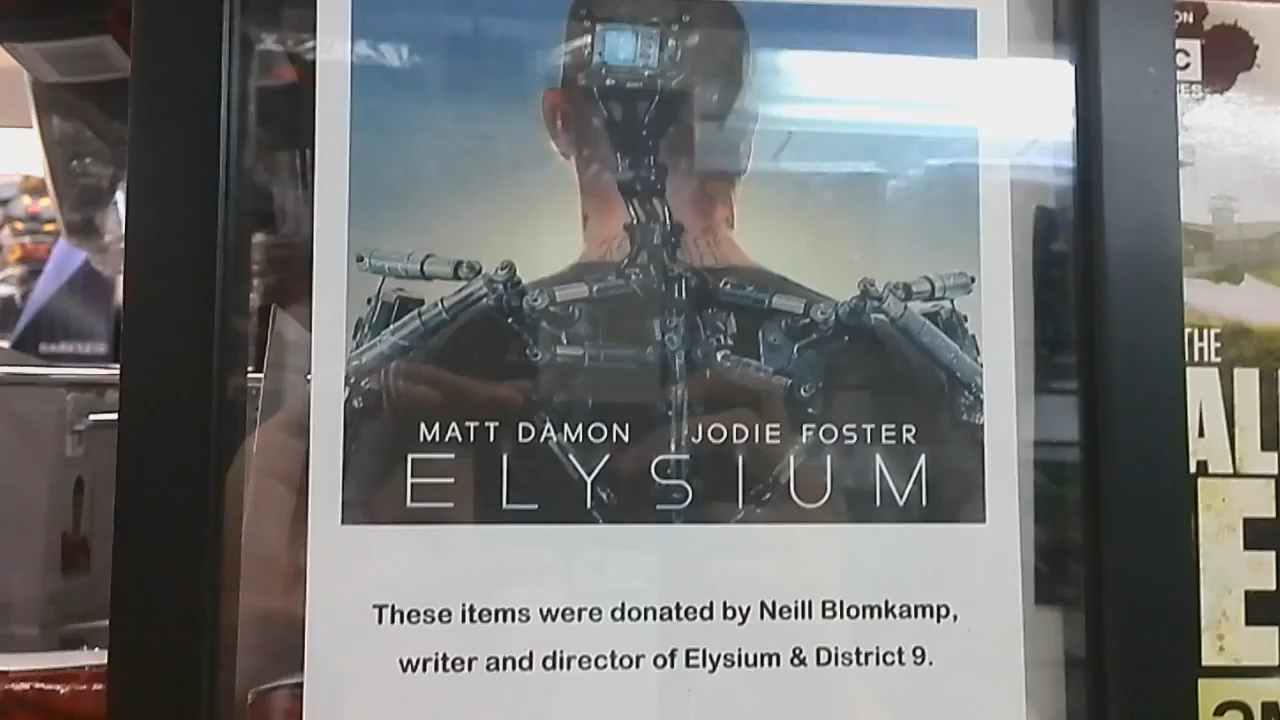 MATT DAMON JODIE FOSTER
ELYSIUM
These items were donated by Neill Blomkamp,
writer and director of Elysium & District 9.
THE